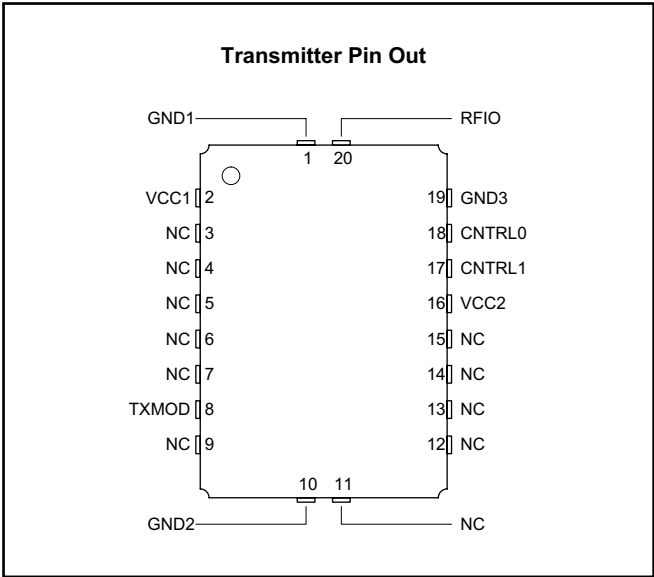 Transmitter Pin Out
GND1 RFIO
1 20
VCC1 2 19 GND3
NC 3 18 CNTRL0
NC 4 17 CNTRL1
NC 5 16 VCC2
NC 6 15 NC
NC 7 14 NC
TXMOD 8 13 NC
NC 9 12 NC
10 11
GND2 NC